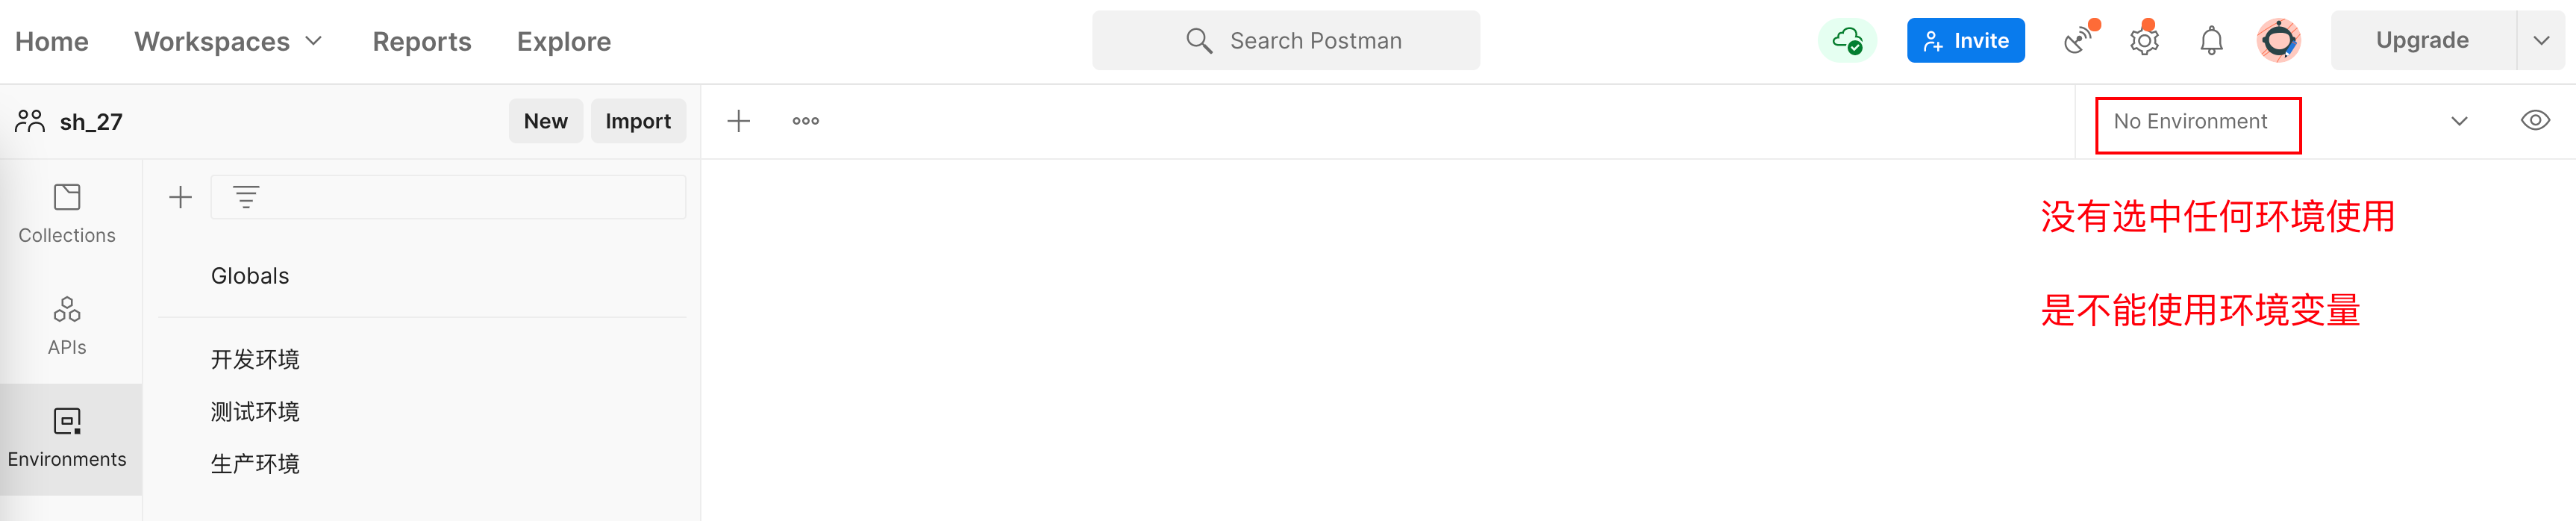 Home Workspaces Reports Explore Search Postman Invite Upgrade
sh_27 New Import No Environment
Collections
APIs
Environments
Globals
开发环境
测试环境
生产环境
没有选中任何环境使用
是不能使用环境变量